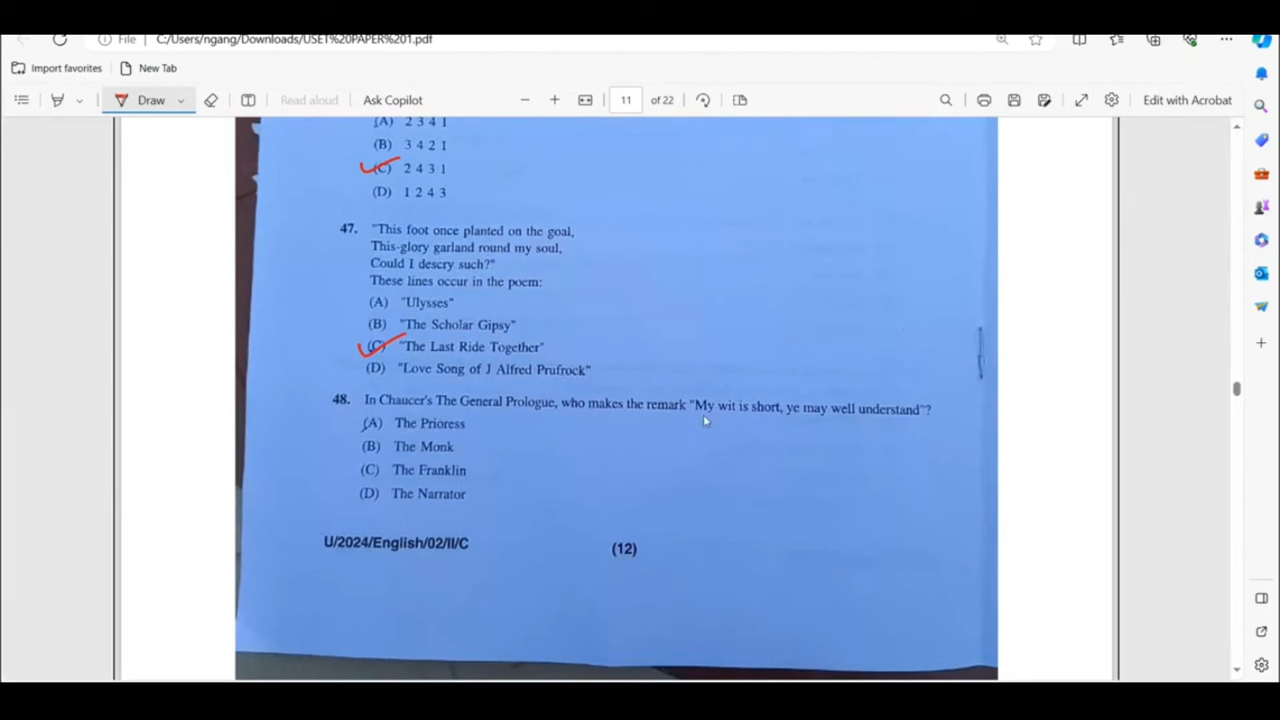 File C:/Users/ngang/Downloads/USET%20PAPER%201.pdf
Import favorites New Tab
Draw Read aloud Ask Copilot 11 of 22 Edit with Acrobat
(A) 2 3 4 1
(B) 3 4 2 1
(C) 2 4 3 1
(D) 1 2 4 3
47. "This foot once planted on the goal,
This-glory garland round my soul,
Could I descry such?"
These lines occur in the poem:
(A) "Ulysses"
(B) "The Scholar Gipsy"
(C) "The Last Ride Together"
(D) "Love Song of J Alfred Prufrock"
48. In Chaucer's The General Prologue, who makes the remark "My wit is short, ye may well understand"?
(A) The Prioress
(B) The Monk
(C) The Franklin
(D) The Narrator
U/2024/English/02/II/C (12)